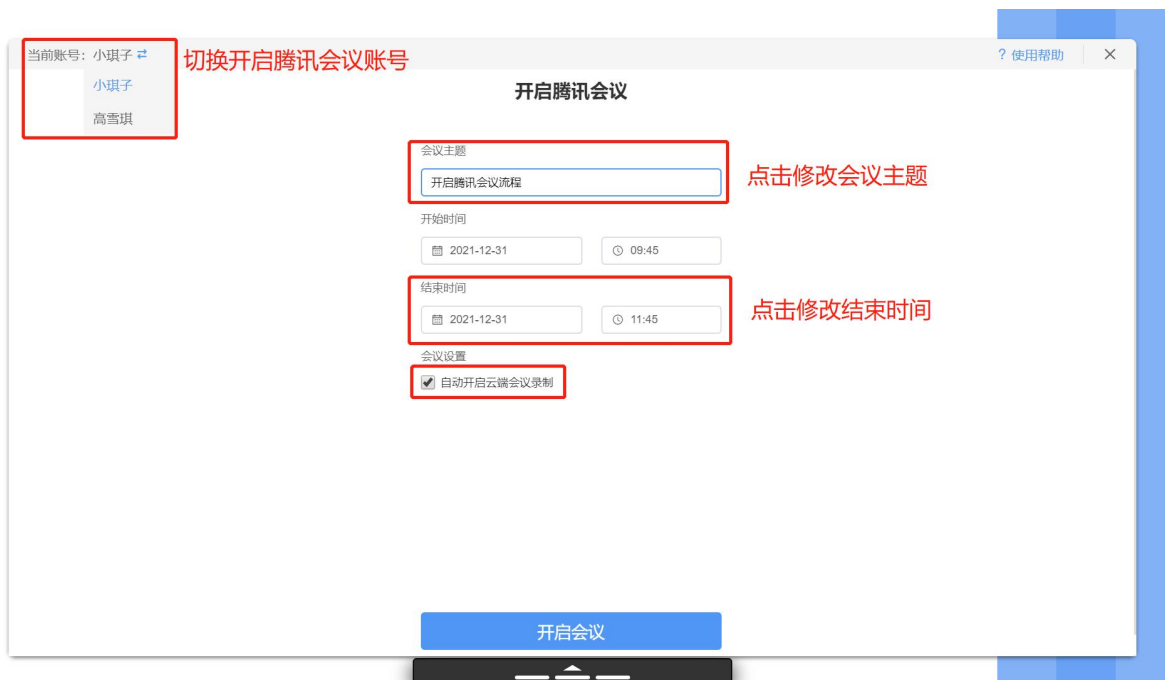 当前账号：小琪子
切换开启腾讯会议账号
? 使用帮助
小琪子
高雪琪
开启腾讯会议
会议主题
开启腾讯会议流程
点击修改会议主题
开始时间
2021-12-31
09:45
结束时间
2021-12-31
11:45
点击修改结束时间
会议设置
自动开启云端会议录制
开启会议